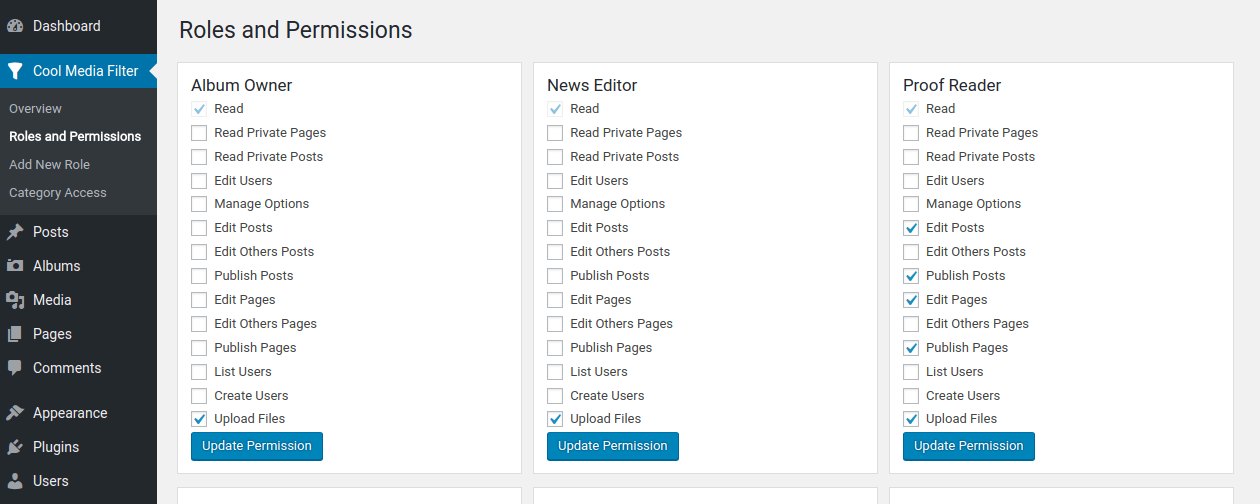 Dashboard
Cool Media Filter
Overview
Roles and Permissions
Add New Role
Category Access
Posts
Albums
Media
Pages
Comments
Appearance
Plugins
Users
Roles and Permissions
Album Owner
Read
Read Private Pages
Read Private Posts
Edit Users
Manage Options
Edit Posts
Edit Others Posts
Publish Posts
Edit Pages
Edit Others Pages
Publish Pages
List Users
Create Users
Upload Files
Update Permission
News Editor
Read
Read Private Pages
Read Private Posts
Edit Users
Manage Options
Edit Posts
Edit Others Posts
Publish Posts
Edit Pages
Edit Others Pages
Publish Pages
List Users
Create Users
Upload Files
Update Permission
Proof Reader
Read
Read Private Pages
Read Private Posts
Edit Users
Manage Options
Edit Posts
Edit Others Posts
Publish Posts
Edit Pages
Edit Others Pages
Publish Pages
List Users
Create Users
Upload Files
Update Permission